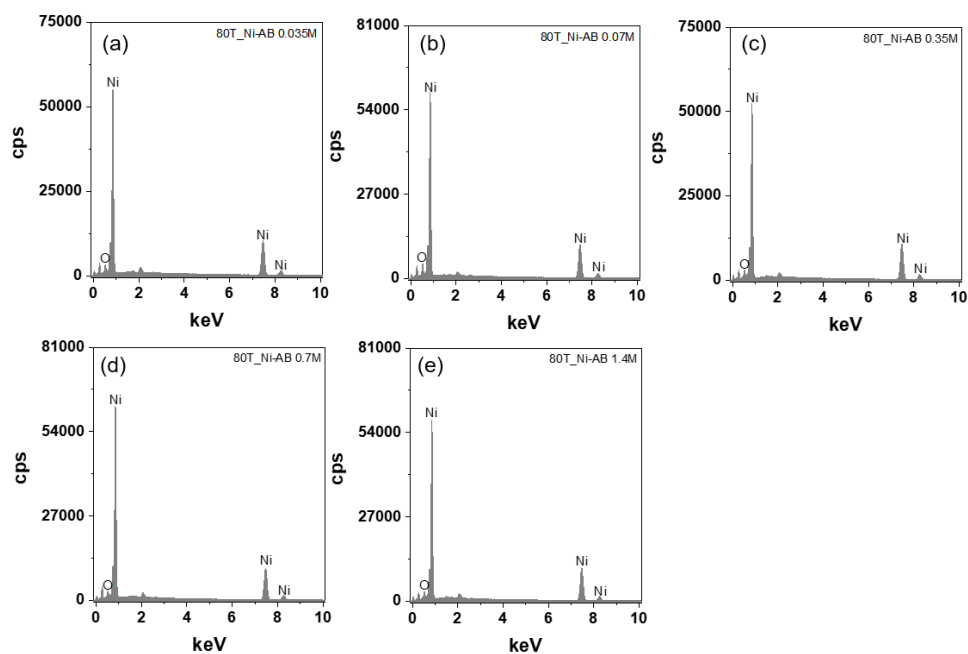 (a)
80T_Ni-AB 0.035M
75000
50000
25000
0
cps
Ni
O
Ni
Ni
0 2 4 6 8 10
keV
(b)
80T_Ni-AB 0.07M
81000
54000
27000
0
cps
Ni
O
Ni
Ni
0 2 4 6 8 10
keV
(c)
80T_Ni-AB 0.35M
75000
50000
25000
0
cps
Ni
O
Ni
Ni
0 2 4 6 8 10
keV
(d)
80T_Ni-AB 0.7M
81000
54000
27000
0
cps
Ni
O
Ni
Ni
0 2 4 6 8 10
keV
(e)
80T_Ni-AB 1.4M
81000
54000
27000
0
cps
Ni
O
Ni
Ni
0 2 4 6 8 10
keV